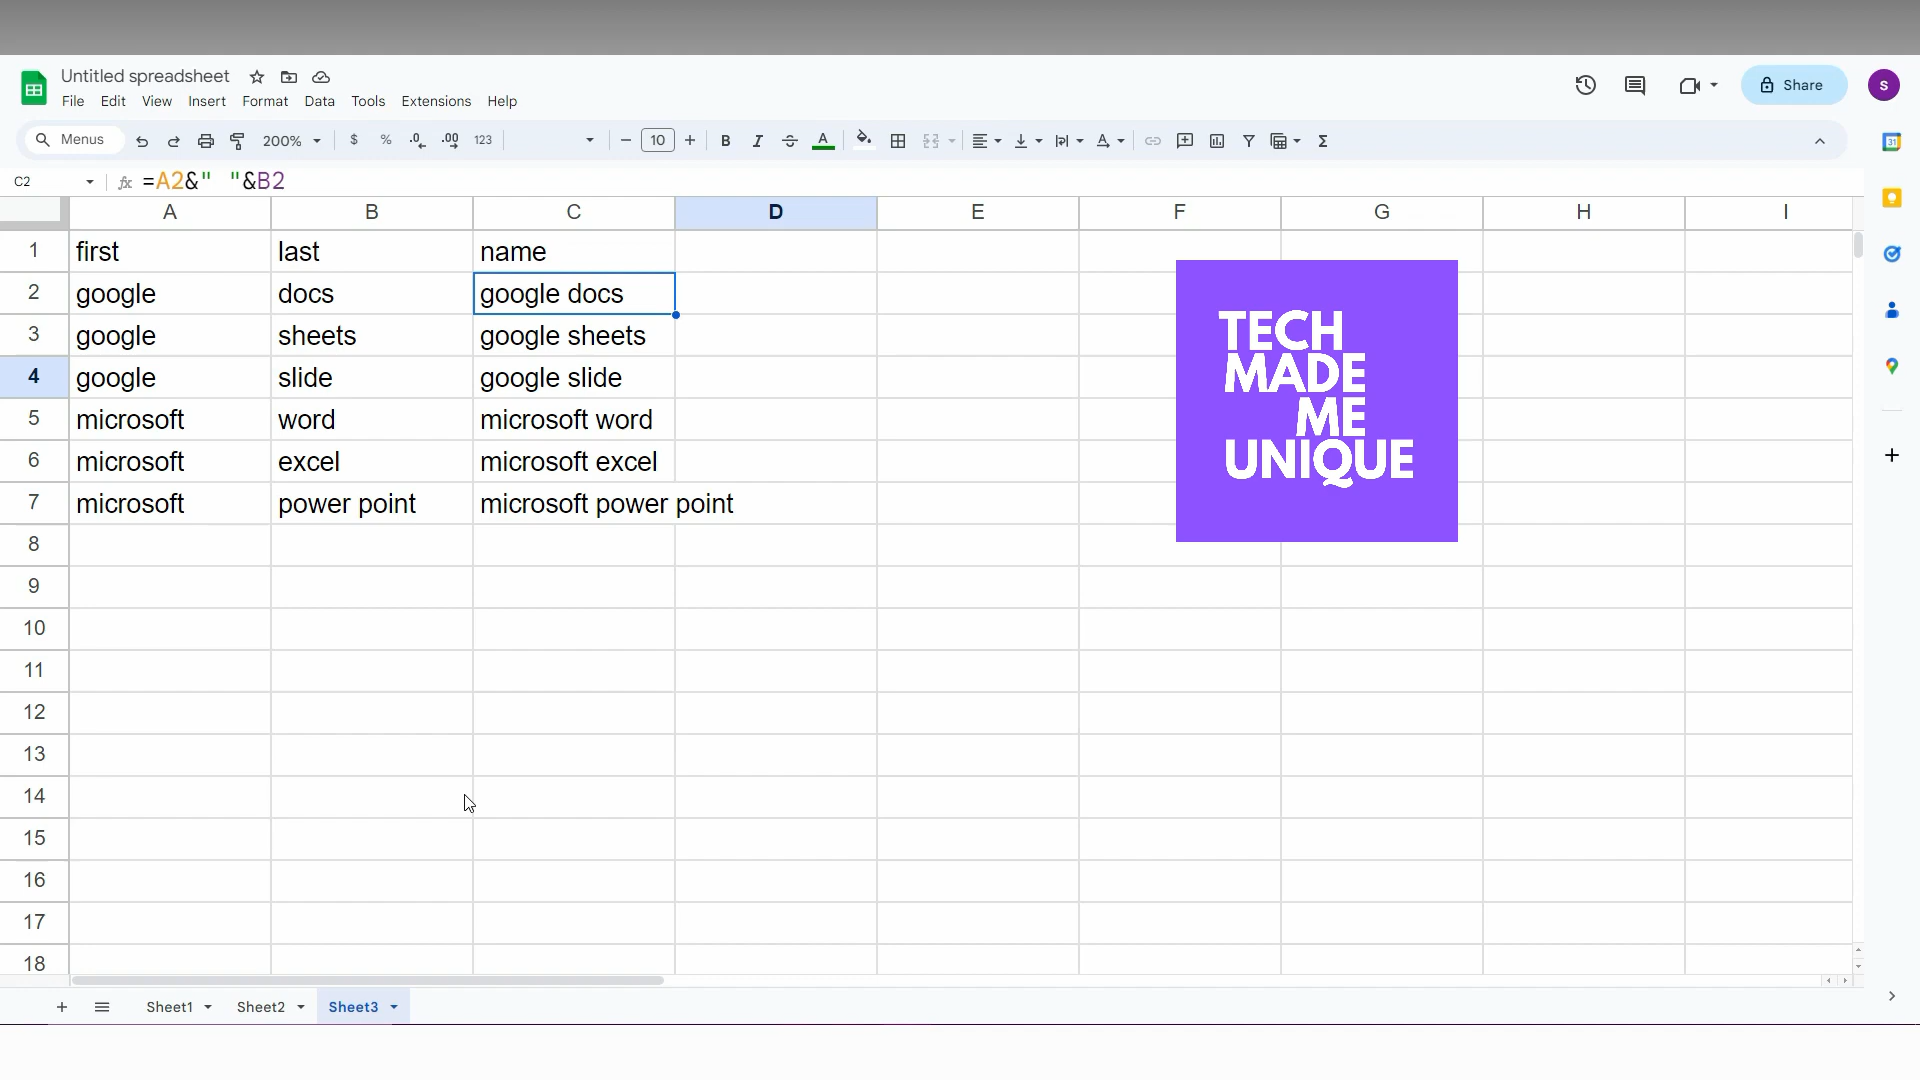 Untitled spreadsheet
File Edit View Insert Format Data Tools Extensions Help
Share
S
Menus
200%
$ % .0 .00 123
10
B I A
Σ
31
C2
fx =A2&" "&B2
A B C D E F G H I
1 first last name
2 google docs google docs
3 google sheets google sheets
4 google slide google slide
5 microsoft word microsoft word
6 microsoft excel microsoft excel
7 microsoft power point microsoft power point
8
9
10
11
12
13
14
15
16
17
18
TECH
MADE
ME
UNIQUE
Sheet1 Sheet2 Sheet3